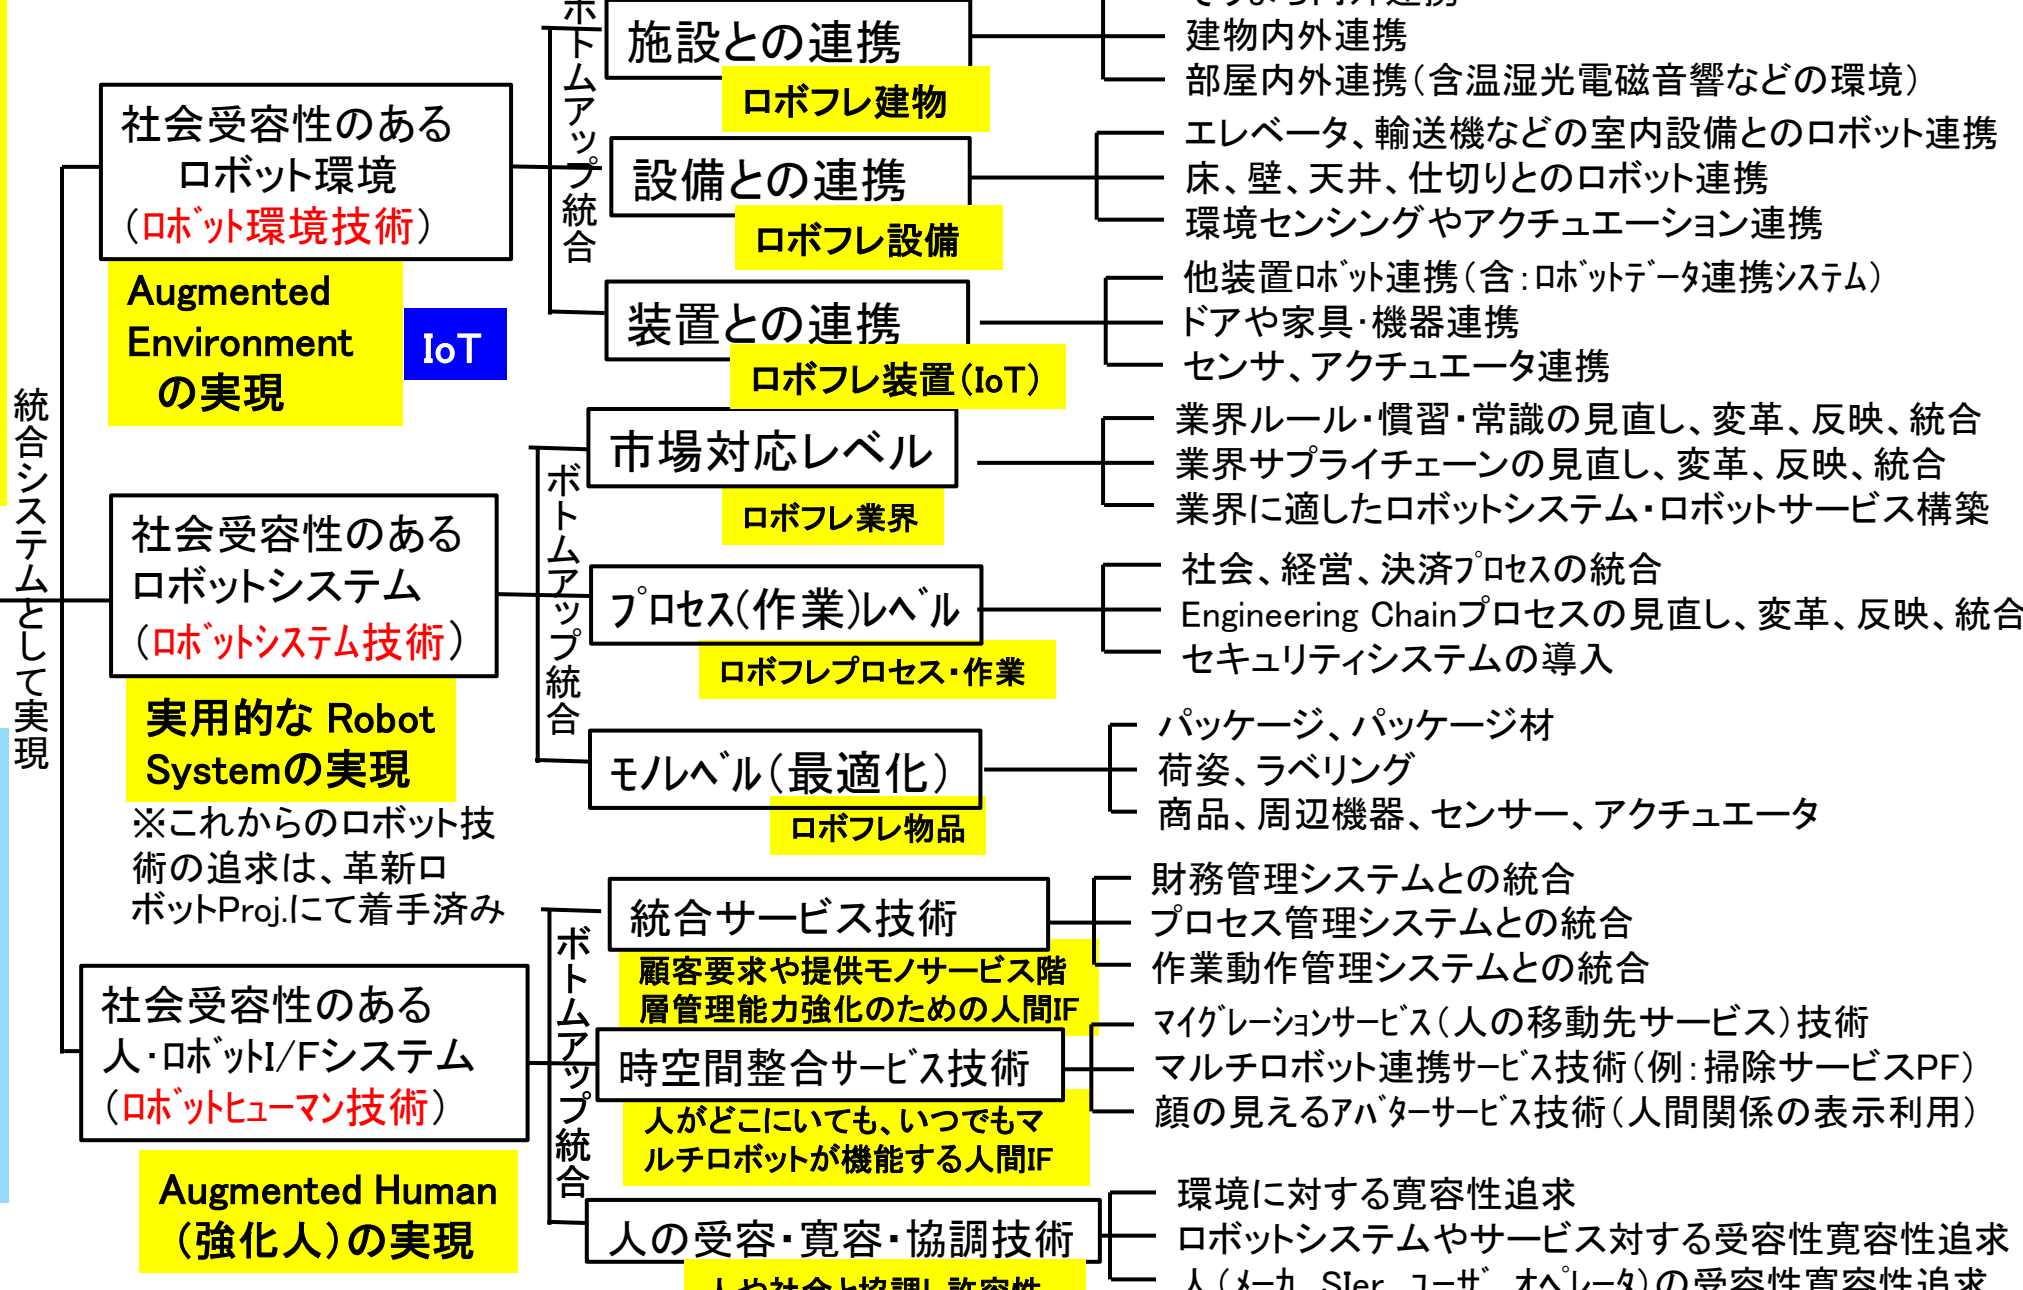 統合システムとして実現
社会受容性のある
ロボット環境
（ロボット環境技術）
Augmented
Environment
の実現
IoT
ボトムアップ統合
施設との連携
ロボフレ建物
建物内外連携
部屋内外連携（含温湿光電磁音響などの環境）
設備との連携
ロボフレ設備
エレベータ、輸送機などの室内設備とのロボット連携
床、壁、天井、仕切りとのロボット連携
環境センシングやアクチュエーション連携
装置との連携
ロボフレ装置（IoT）
他装置ロボット連携（含：ロボットデータ連携システム）
ドアや家具・機器連携
センサ、アクチュエータ連携
社会受容性のある
ロボットシステム
（ロボットシステム技術）
実用的な Robot
Systemの実現
※これからのロボット技
術の追求は、革新ロ
ボットProj.にて着手済み
ボトムアップ統合
市場対応レベル
ロボフレ業界
業界ルール・慣習・常識の見直し、変革、反映、統合
業界サプライチェーンの見直し、変革、反映、統合
業界に適したロボットシステム・ロボットサービス構築
プロセス（作業）レベル
ロボフレプロセス・作業
社会、経営、決済プロセスの統合
Engineering Chainプロセスの見直し、変革、反映、統合
セキュリティシステムの導入
モノレベル（最適化）
ロボフレ物品
パッケージ、パッケージ材
荷姿、ラベリング
商品、周辺機器、センサー、アクチュエータ
社会受容性のある
人・ロボットI/Fシステム
（ロボットヒューマン技術）
Augmented Human
（強化人）の実現
ボトムアップ統合
統合サービス技術
顧客要求や提供モノサービス階
層管理能力強化のための人間IF
財務管理システムとの統合
プロセス管理システムとの統合
作業動作管理システムとの統合
時空間整合サービス技術
人がどこにいても、いつでもマ
ルチロボットが機能する人間IF
マイグレーションサービス（人の移動先サービス）技術
マルチロボット連携サービス技術（例：掃除サービスPF）
顔の見えるアバターサービス技術（人間関係の表示利用）
人の受容・寛容・協調技術
人や社会と協調し許容性
環境に対する寛容性追求
ロボットシステムやサービス対する受容性寛容性追求
人（メーカ、SIer、ユーザ、オペレータ）の受容性寛容性追求